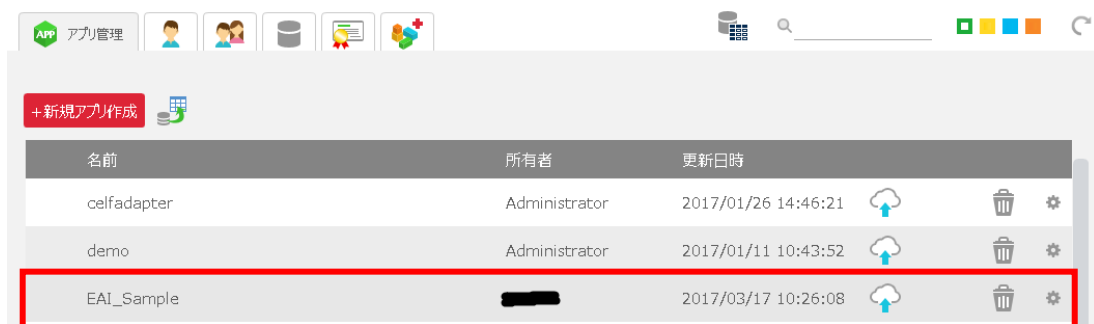 APP アプリ管理
+新規アプリ作成
名前 所有者 更新日時
celfadapter Administrator 2017/01/26 14:46:21
demo Administrator 2017/01/11 10:43:52
EAI_Sample 2017/03/17 10:26:08